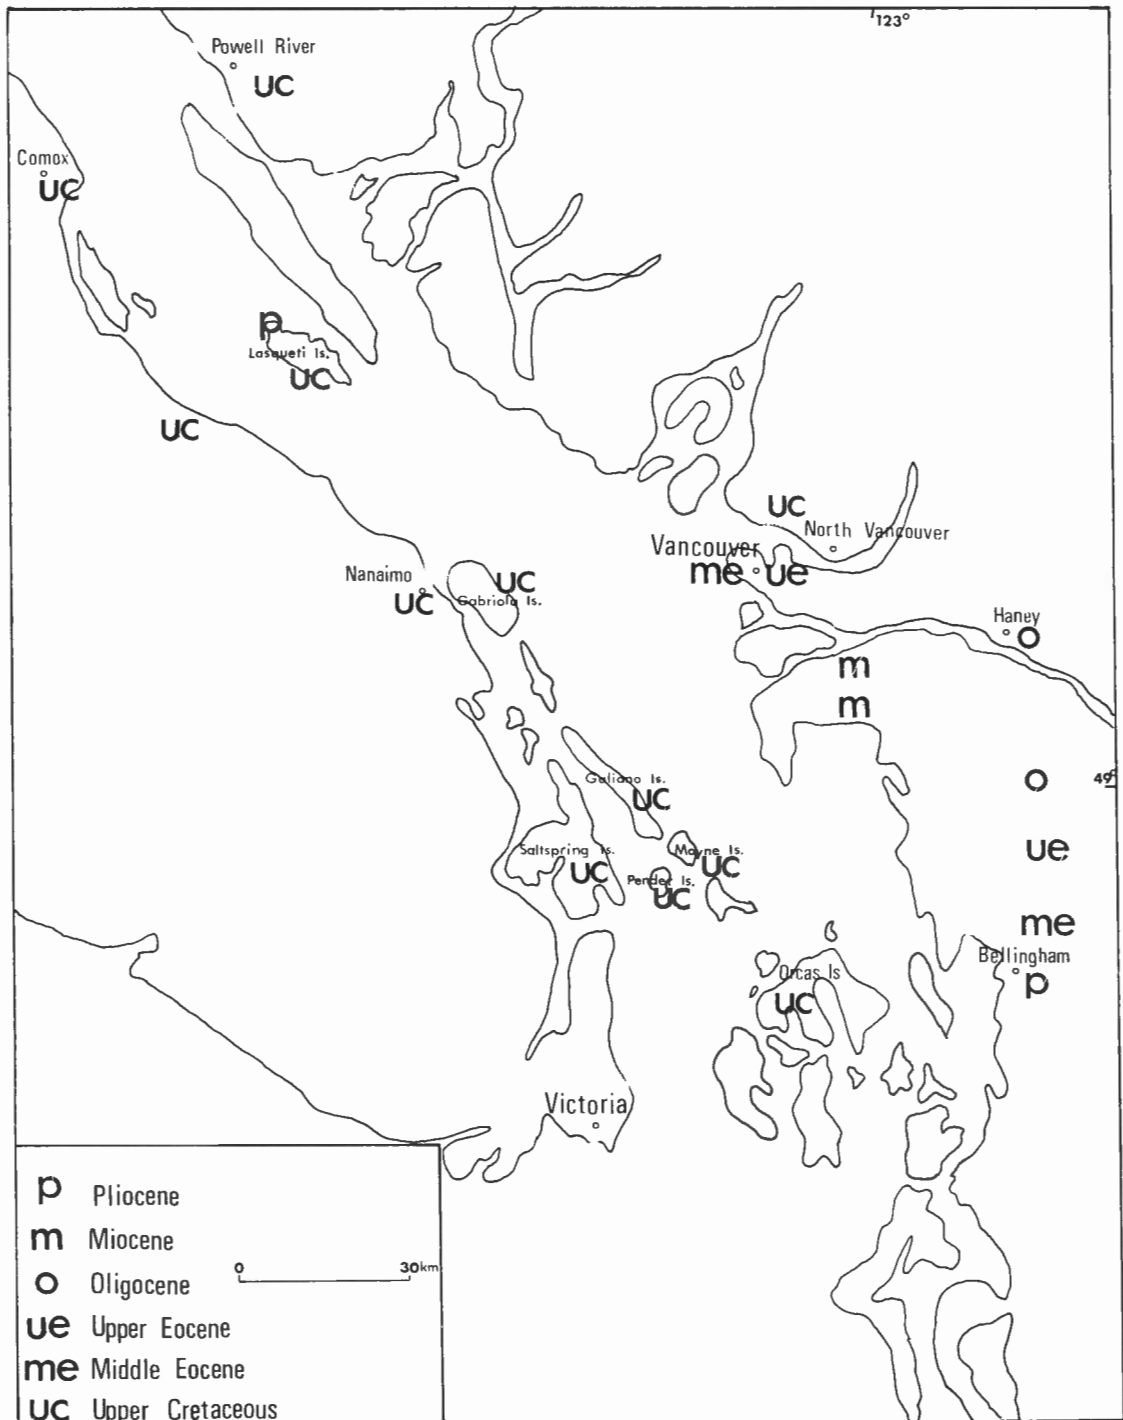 123°
Powell River
uc
Comox
uc
p
Lasqueti Is.
uc
uc
uc
North Vancouver
Vancouver
me ue
Nanaimo
uc
uc
Gabriola Is.
Haney
o
m
m
o
49°
Galiano Is.
uc
ue
Saltspring Is.
uc
Mayne Is.
uc
Pender Is.
uc
me
Bellingham
p
Orcas Is
uc
Victoria
p Pliocene
m Miocene
o Oligocene
0 30km
ue Upper Eocene
me Middle Eocene
uc Upper Cretaceous